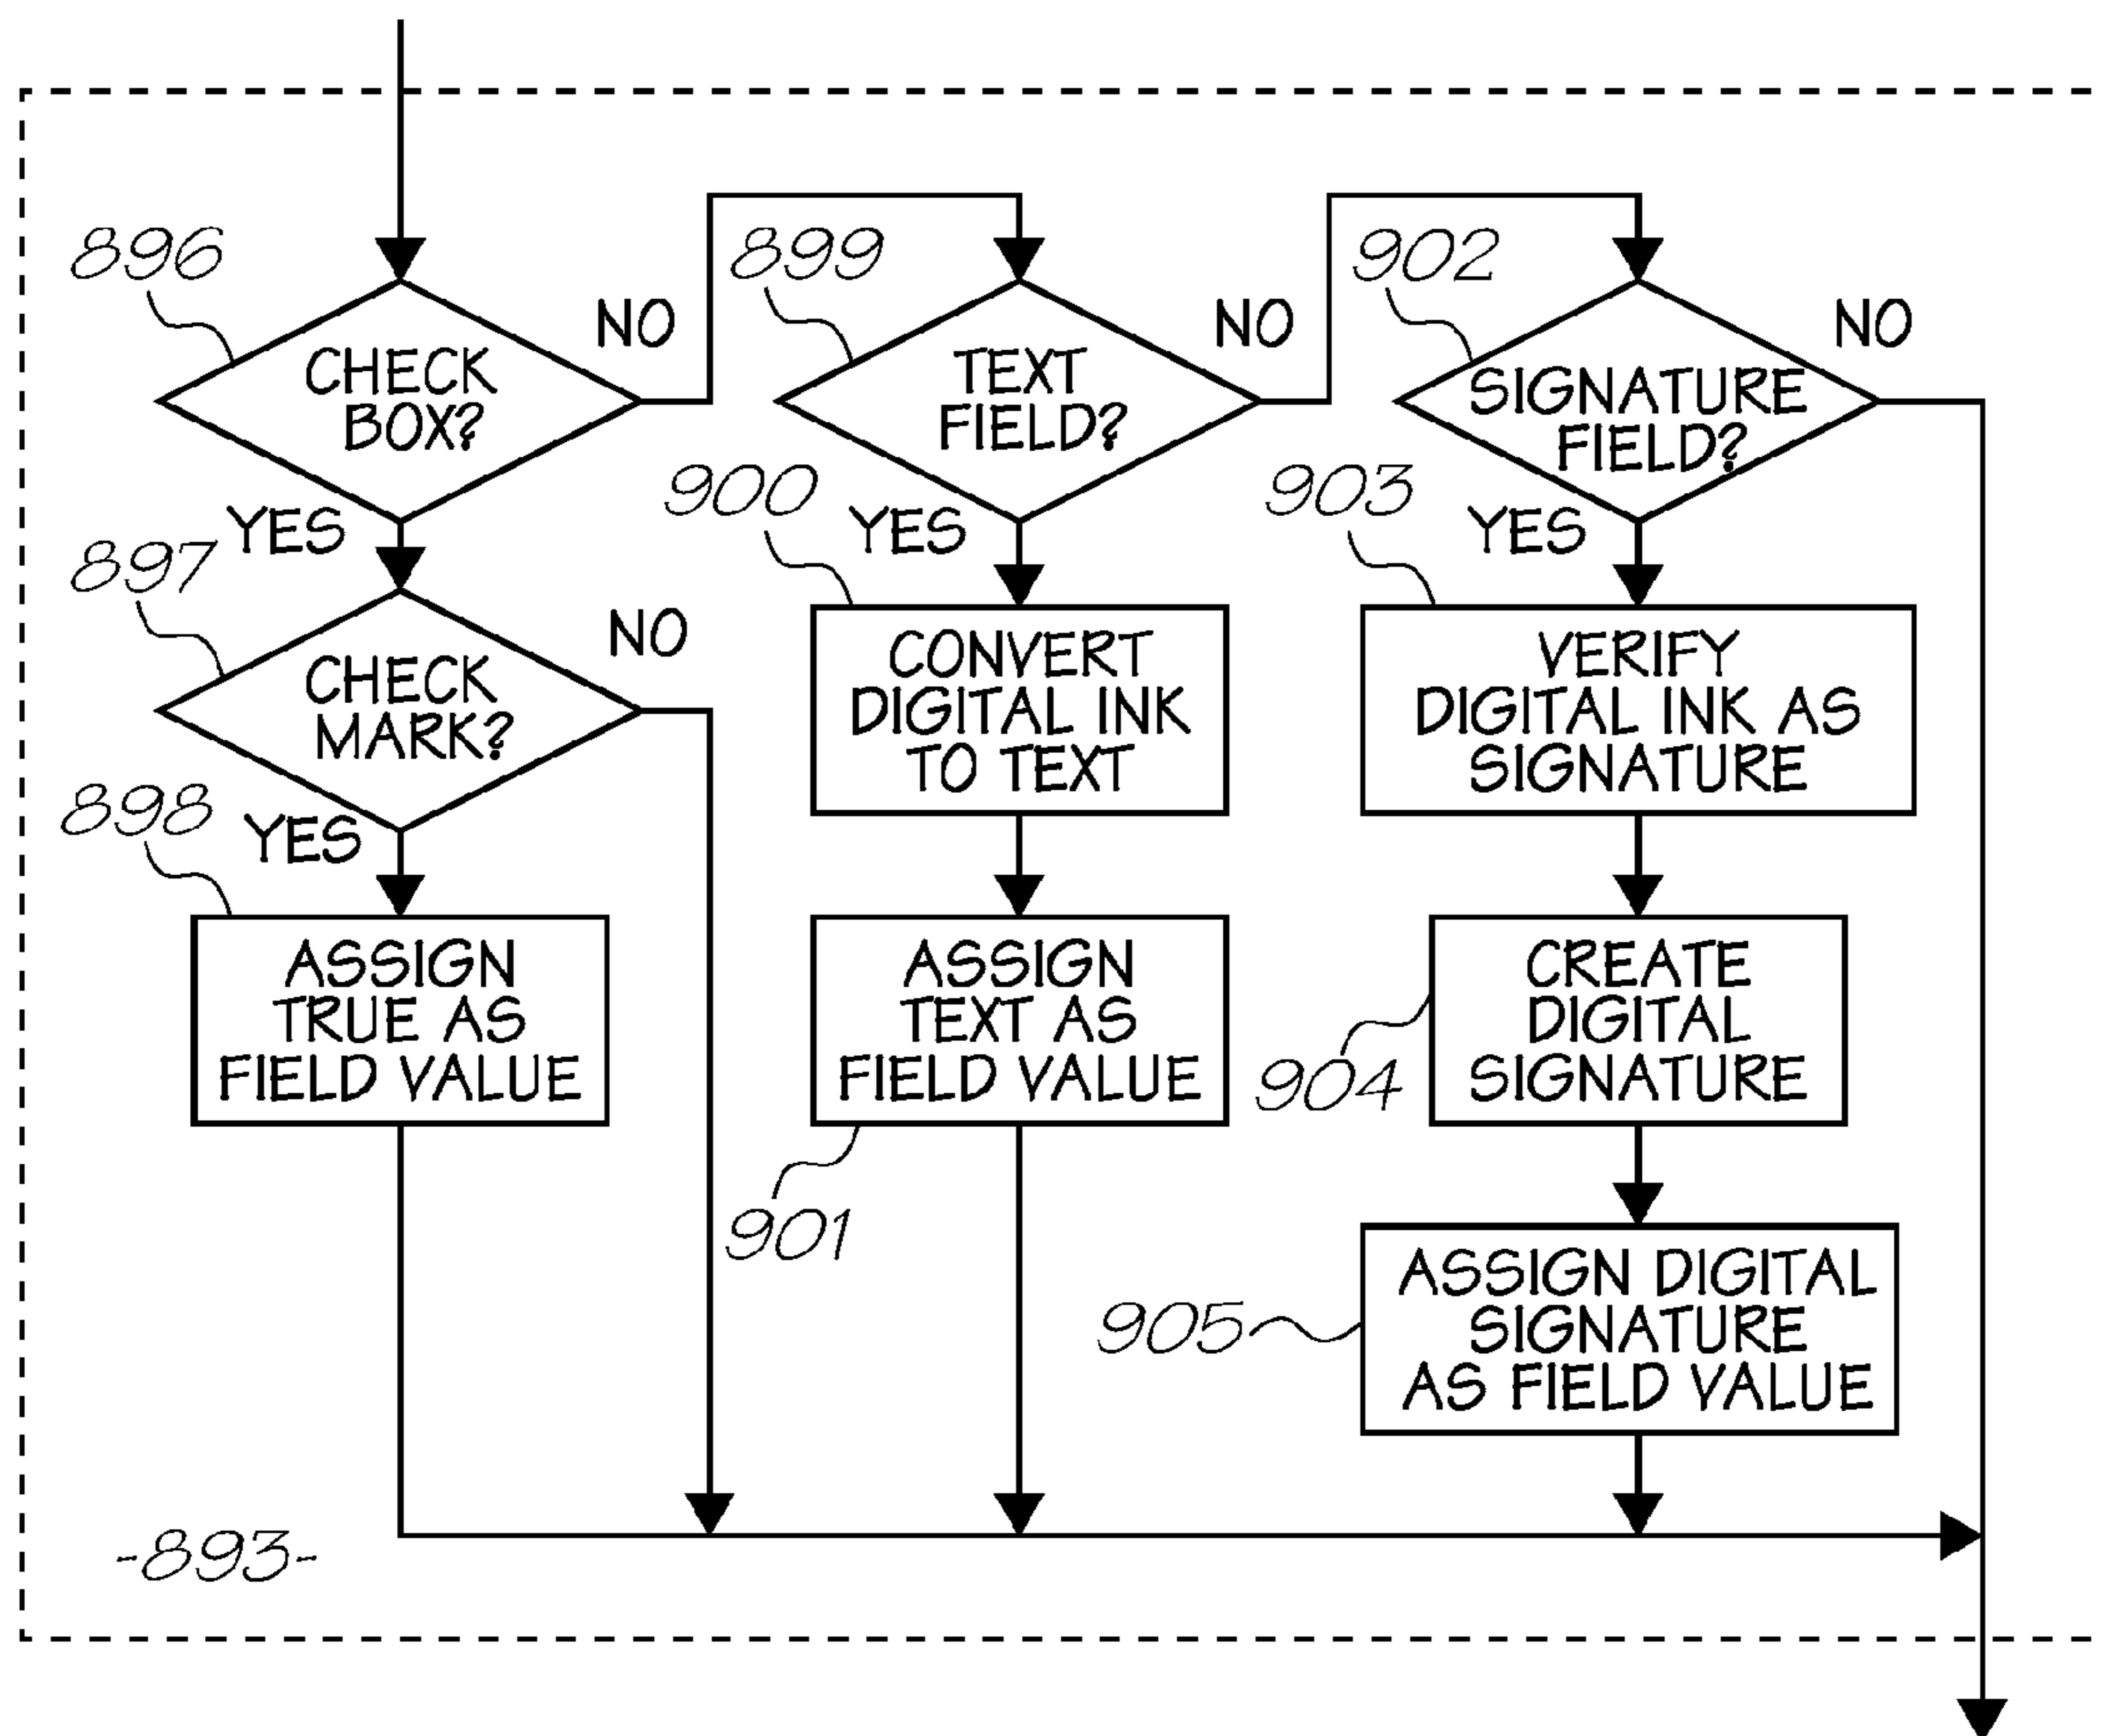 896
CHECK
BOX?
NO
YES
897
CHECK
MARK?
NO
YES
898
ASSIGN
TRUE AS
FIELD VALUE
899
TEXT
FIELD?
NO
YES
900
CONVERT
DIGITAL INK
TO TEXT
ASSIGN
TEXT AS
FIELD VALUE
901
902
SIGNATURE
FIELD?
NO
YES
903
VERIFY
DIGITAL INK AS
SIGNATURE
CREATE
DIGITAL
SIGNATURE
904
ASSIGN DIGITAL
SIGNATURE
AS FIELD VALUE
905
-893-